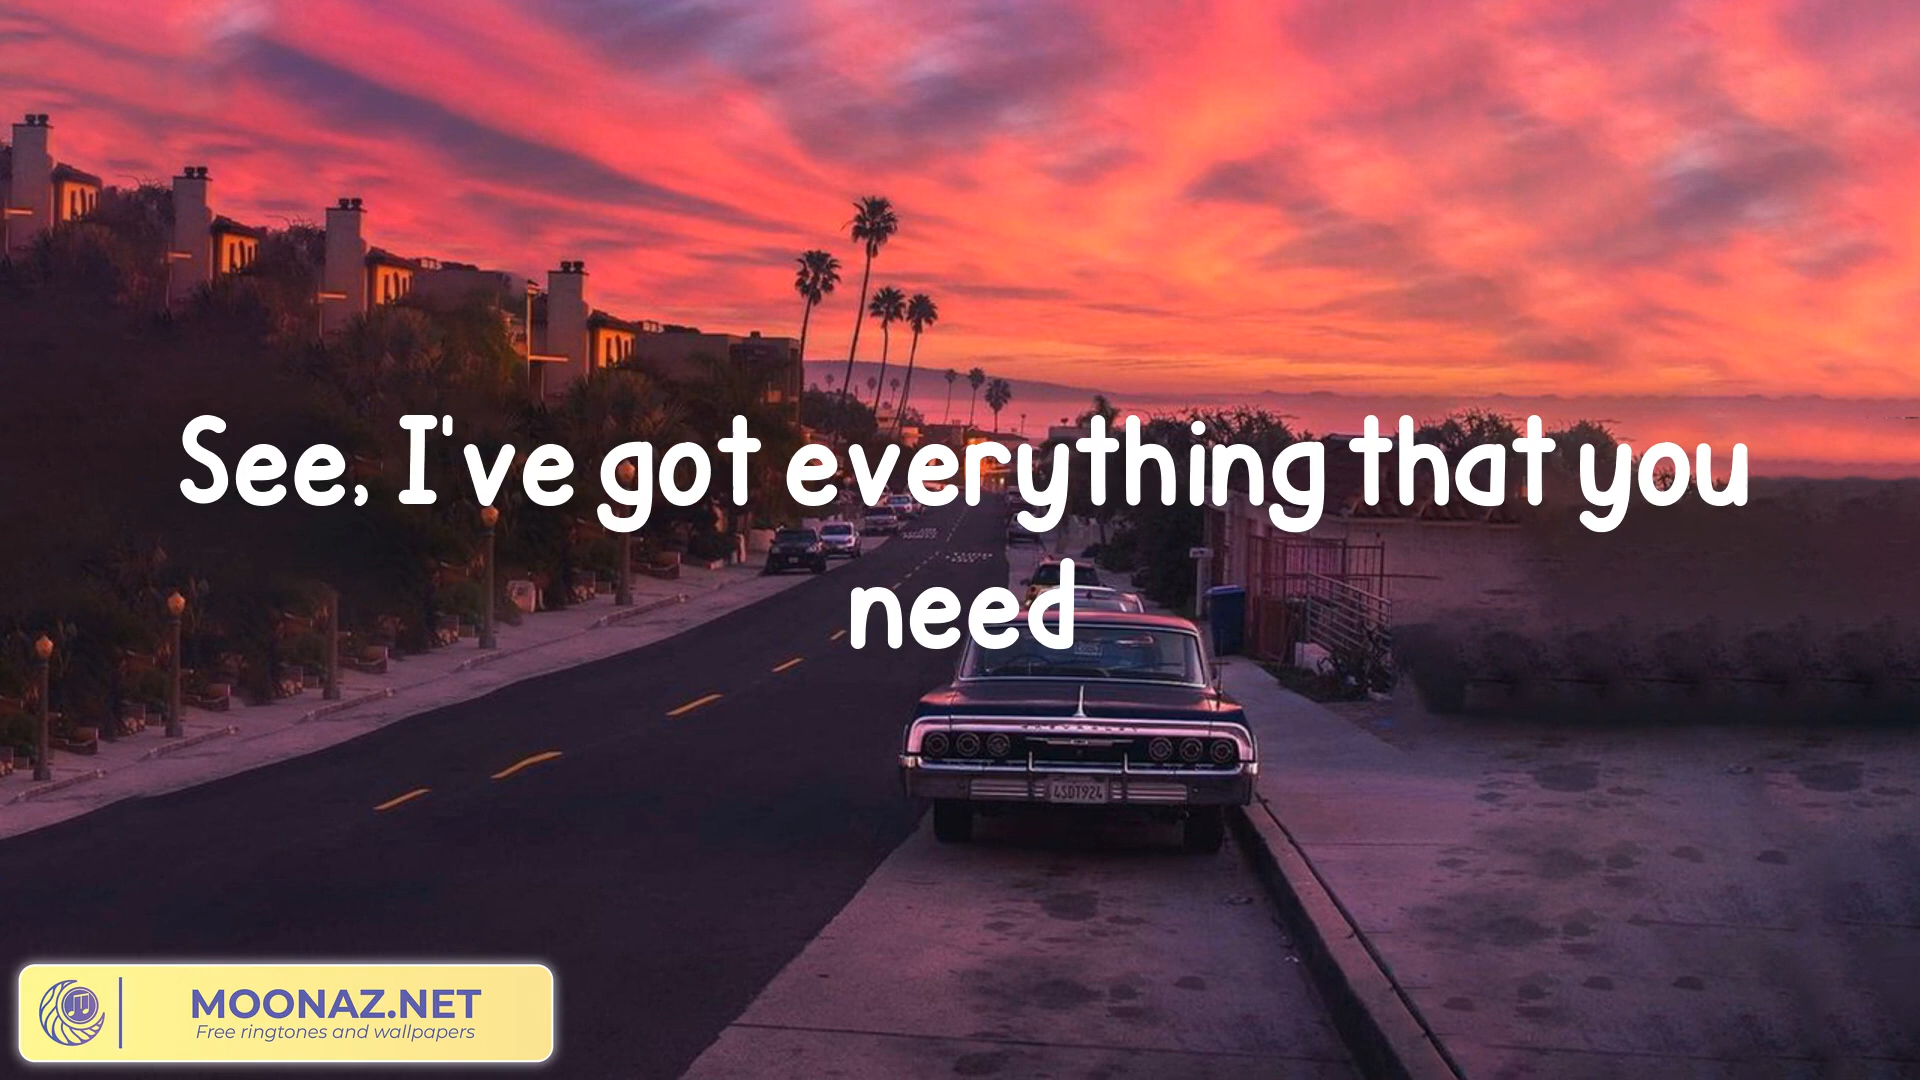 See, I've got everything that you
need
4SDT924
MOONAZ.NET
Free ringtones and wallpapers